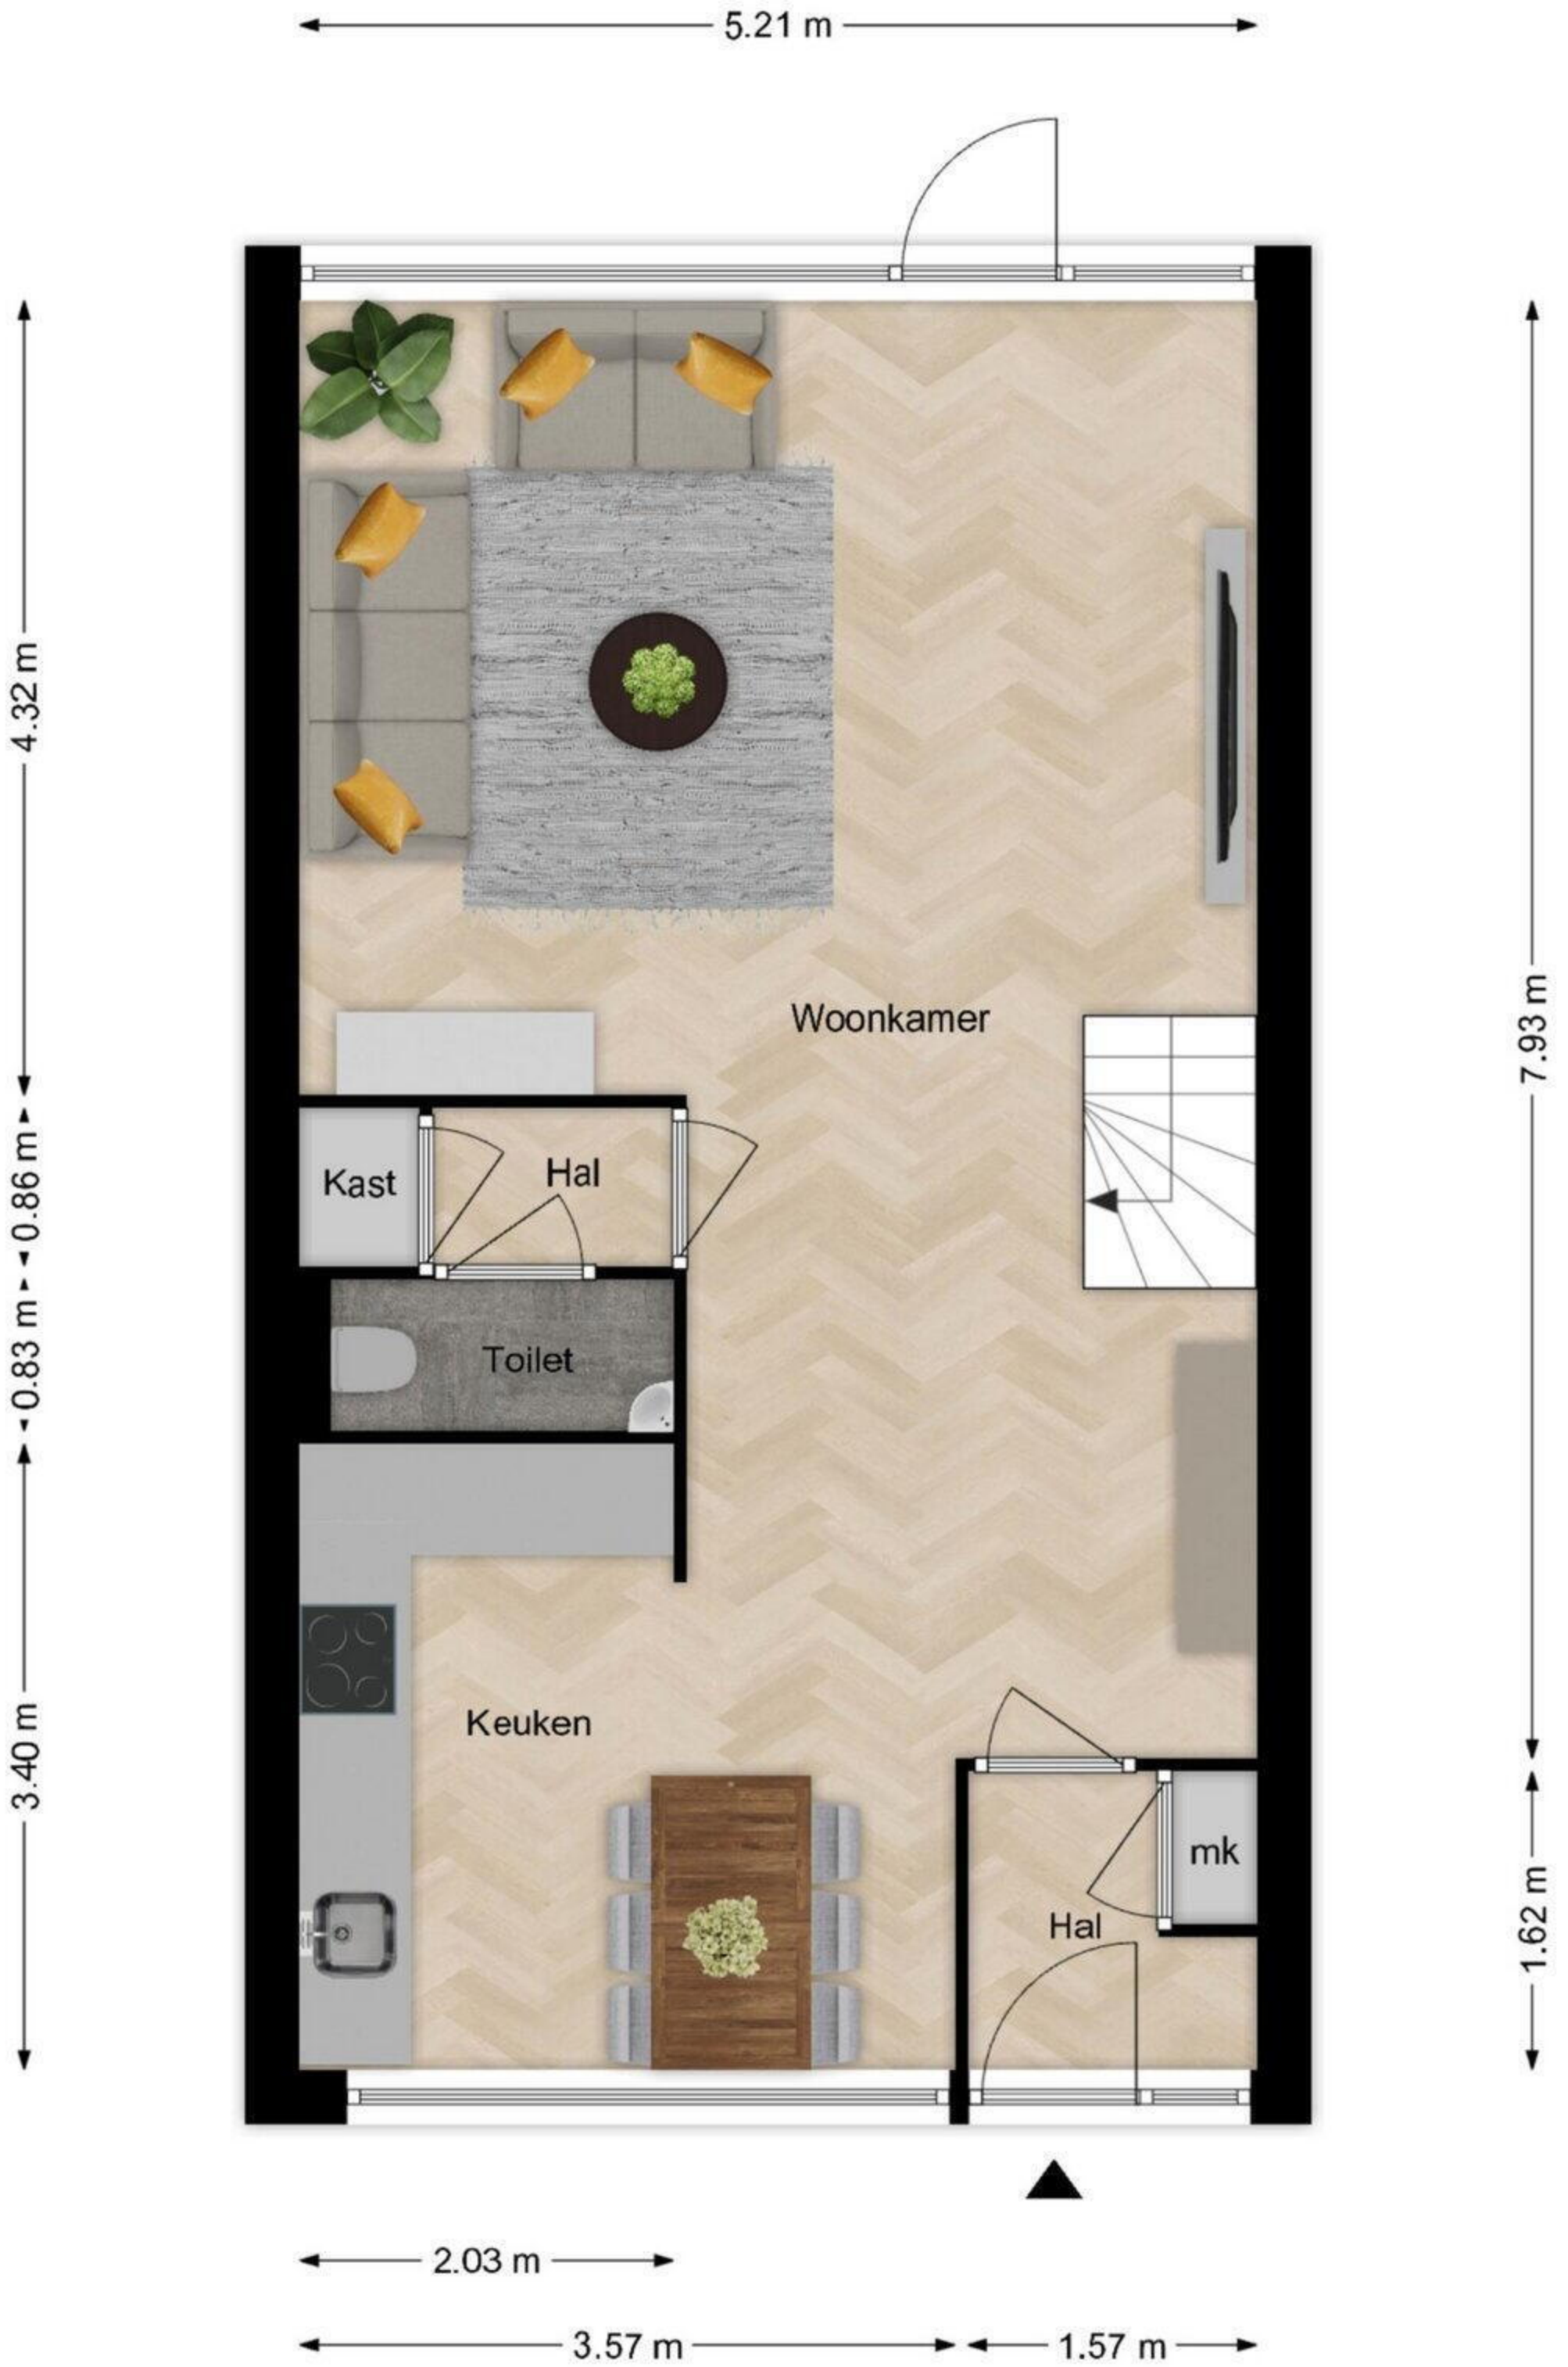 5.21 m
4.32 m
7.93 m
Woonkamer
0.86 m
Kast
Hal
0.83 m
Toilet
3.40 m
Keuken
mk
Hal
1.62 m
2.03 m
3.57 m
1.57 m